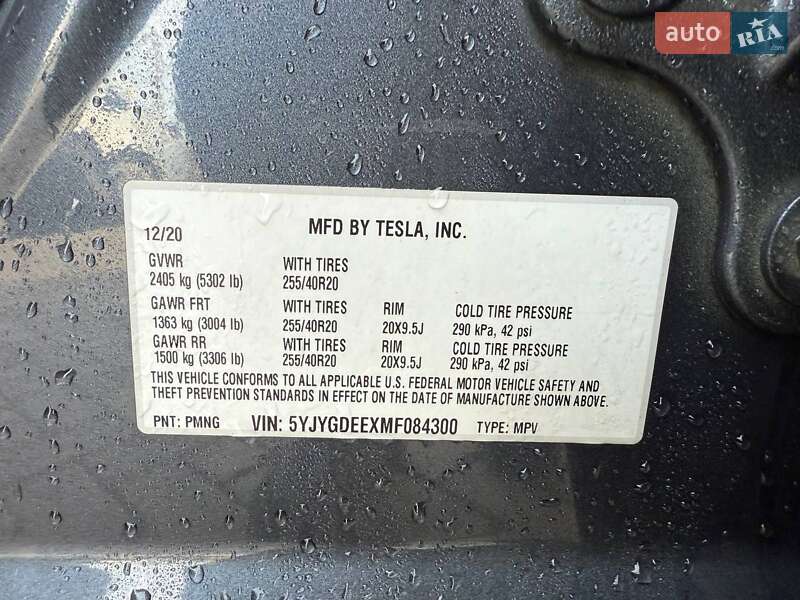 auto RIA.com
12/20 MFD BY TESLA, INC.
GVWR WITH TIRES
2405 kg (5302 lb) 255/40R20
GAWR FRT WITH TIRES RIM COLD TIRE PRESSURE
1363 kg (3004 lb) 255/40R20 20X9.5J 290 kPa, 42 psi
GAWR RR WITH TIRES RIM COLD TIRE PRESSURE
1500 kg (3306 lb) 255/40R20 20X9.5J 290 kPa, 42 psi
THIS VEHICLE CONFORMS TO ALL APPLICABLE U.S. FEDERAL MOTOR VEHICLE SAFETY AND
THEFT PREVENTION STANDARDS IN EFFECT ON THE DATE OF MANUFACTURE SHOWN ABOVE.
PNT: PMNG VIN: 5YJYGDEEXMF084300 TYPE: MPV